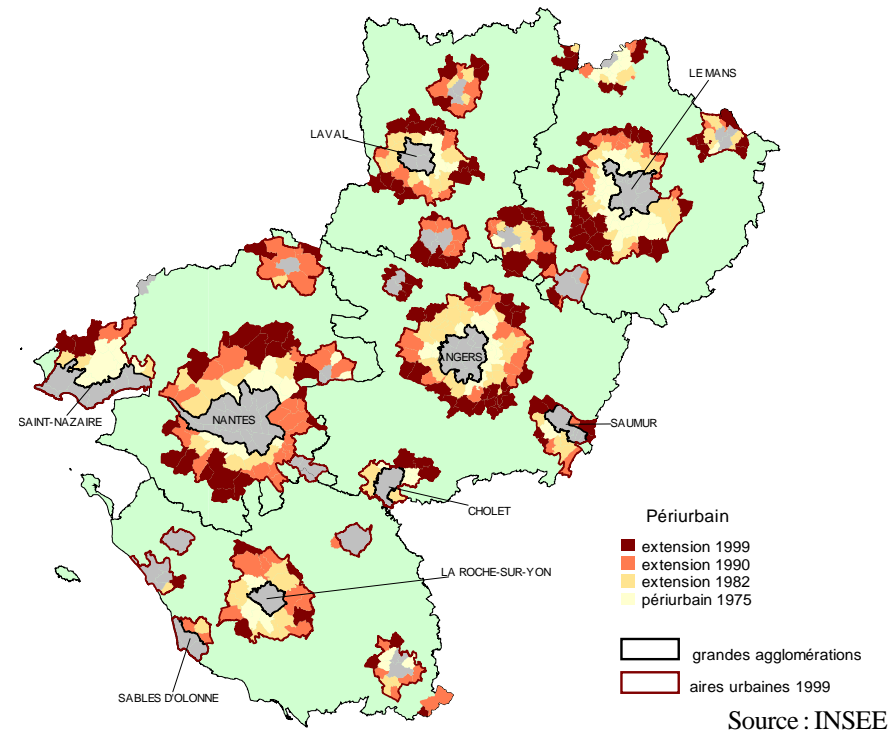 LE MANS
LAVAL
ANGERS
SAINT-NAZAIRE
NANTES
SAUMUR
CHOLET
LA ROCHE-SUR-YON
SABLES D'OLONNE
Périurbain
extension 1999
extension 1990
extension 1982
périurbain 1975
grandes agglomérations
aires urbaines 1999
Source : INSEE